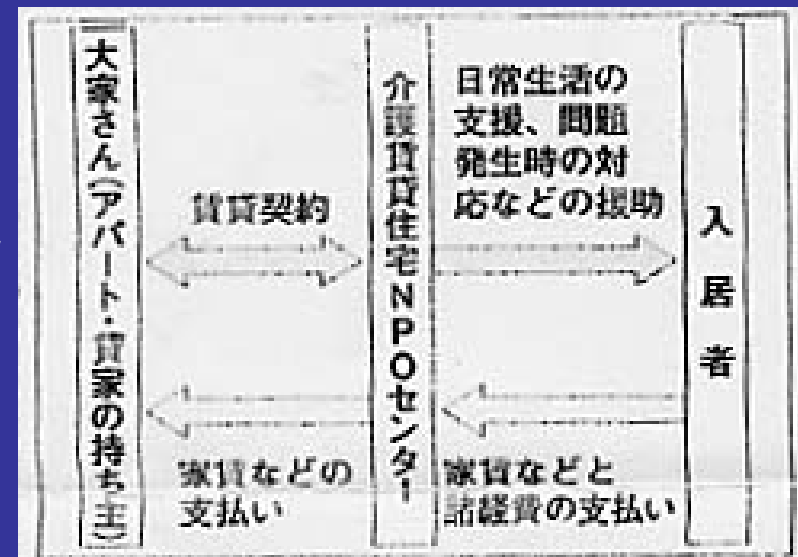 大家さん(アパート・貸家の持ち主)
賃貸契約
家賃などの
支払い
介護賃貸住宅NPOセンター
日常生活の
支援、問題
発生時の対
応などの援助
家賃などと
諸経費の支払い
入居者